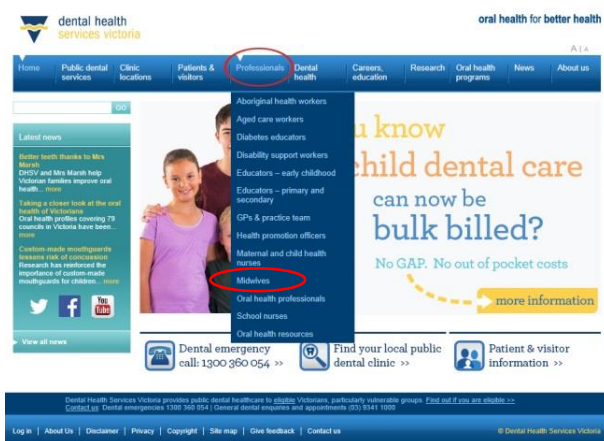 dental health
services victoria
oral health for better health
A | A
Home
Public dental
services
Clinic
locations
Patients &
visitors
Professionals
Dental
health
Careers,
education
Research
Oral health
programs
News
About us
GO
Latest news
Better teeth thanks to Mrs
Marsh
DHSV and Mrs Marsh help
Victorian families improve oral
health... more
Taking a closer look at the oral
health of Victorians
Oral health profiles covering 79
councils in Victoria have been...
more
Custom-made mouthguards
lessens risk of concussion
Research has reinforced the
importance of custom-made
mouthguards for children... more
You
Tube
View all news
Aboriginal health workers
Aged care workers
Diabetes educators
Disability support workers
Educators – early childhood
Educators – primary and
secondary
GPs & practice team
Health promotion officers
Maternal and child health
nurses
Midwives
Oral health professionals
School nurses
Oral health resources
u know
child dental care
can now be
bulk billed?
No GAP. No out of pocket costs
more information
Dental emergency
call: 1300 360 054 >>
Find your local public
dental clinic >>
Patient & visitor
information >>
Dental Health Services Victoria provides public dental healthcare to eligible Victorians, particularly vulnerable groups. Find out if you are eligible >>
Contact us Dental emergencies 1300 360 054 | General dental enquiries and appointments (03) 9341 1000
Log in | About Us | Disclaimer | Privacy | Copyright | Site map | Give feedback | Contact us
© Dental Health Services Victoria